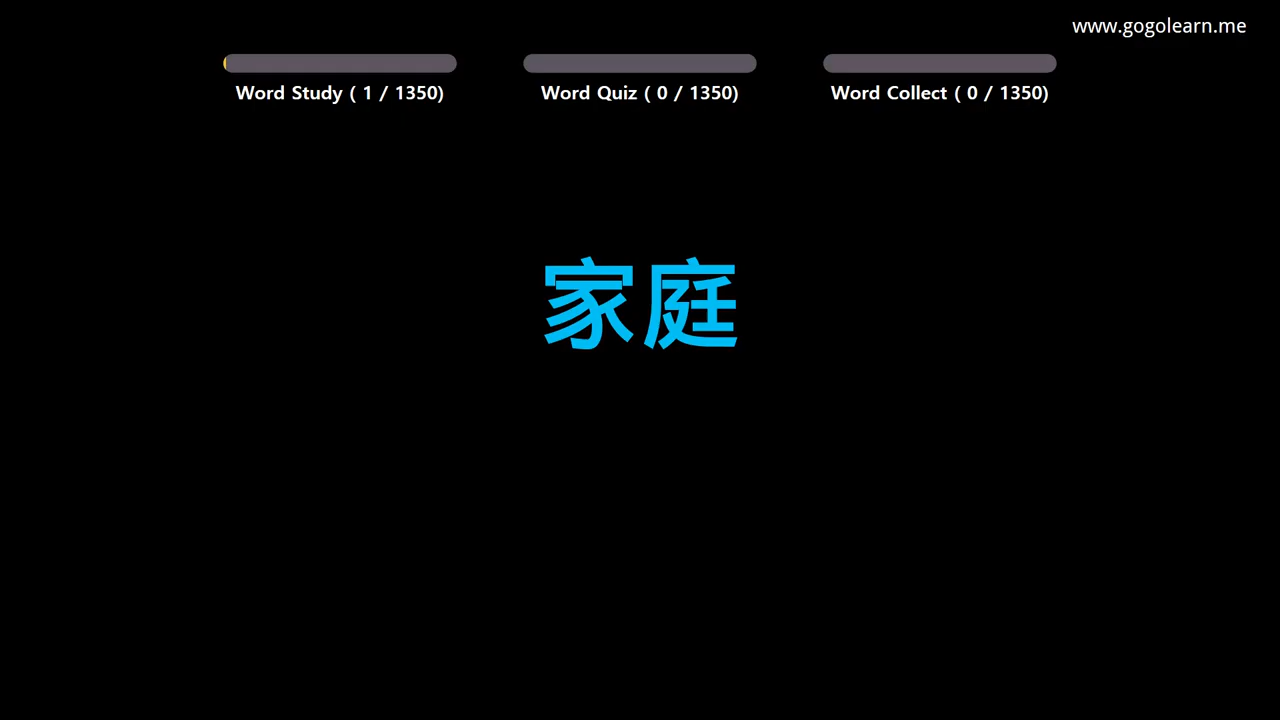 www.gogolearn.me
Word Study ( 1 / 1350)
Word Quiz ( 0 / 1350)
Word Collect ( 0 / 1350)
家庭